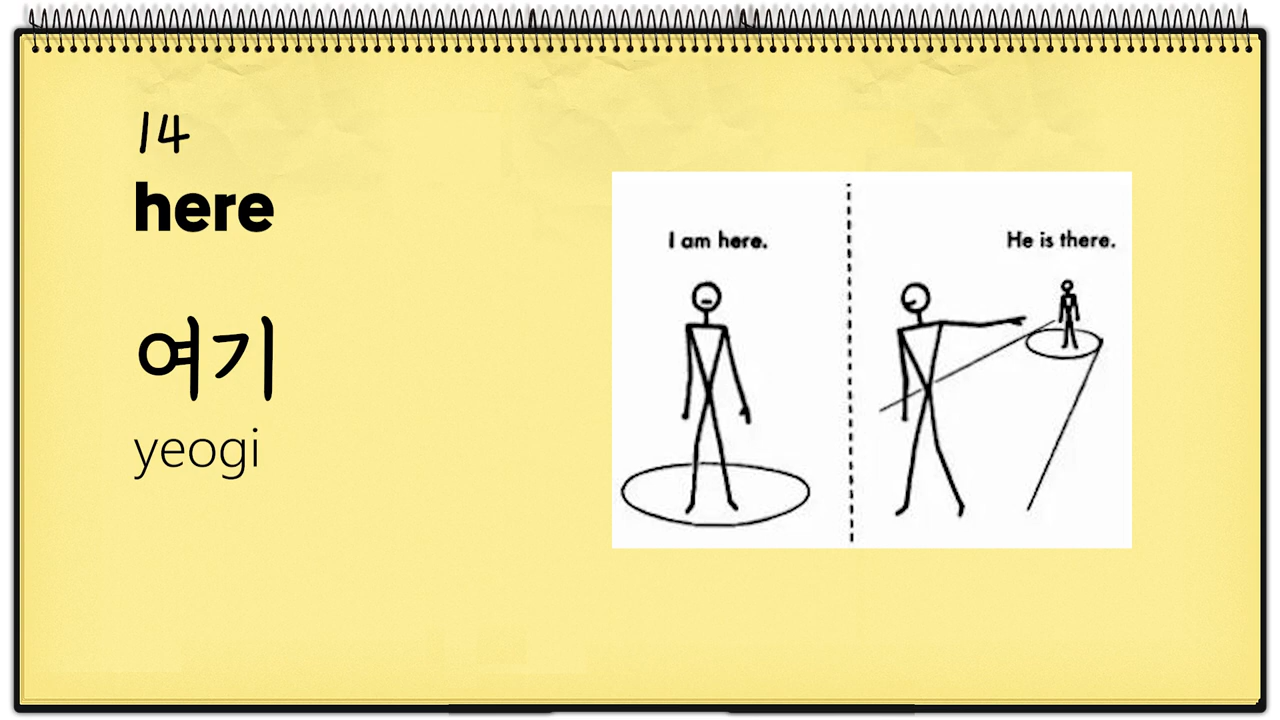 14
here
여기
yeogi
I am here.
He is there.